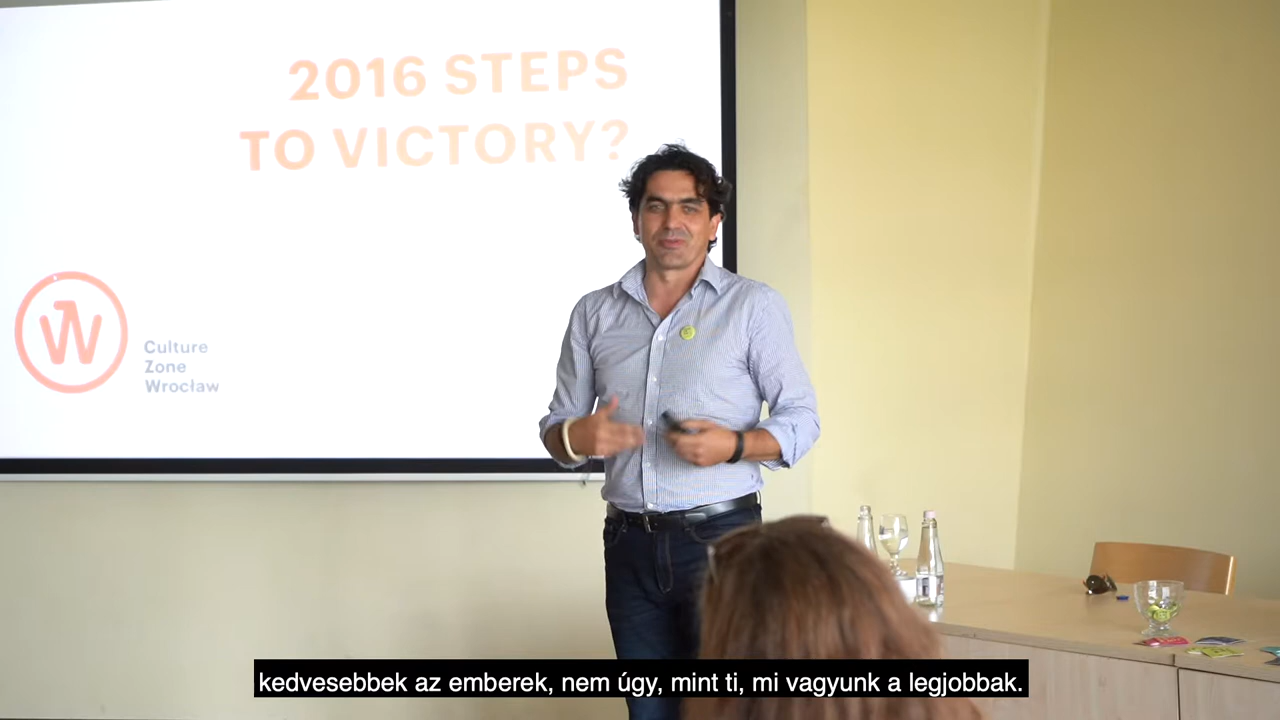 2016 STEPS
TO VICTORY?
W
Culture
Zone
Wrocław
kedvesebbek az emberek, nem úgy, mint ti, mi vagyunk a legjobbak.